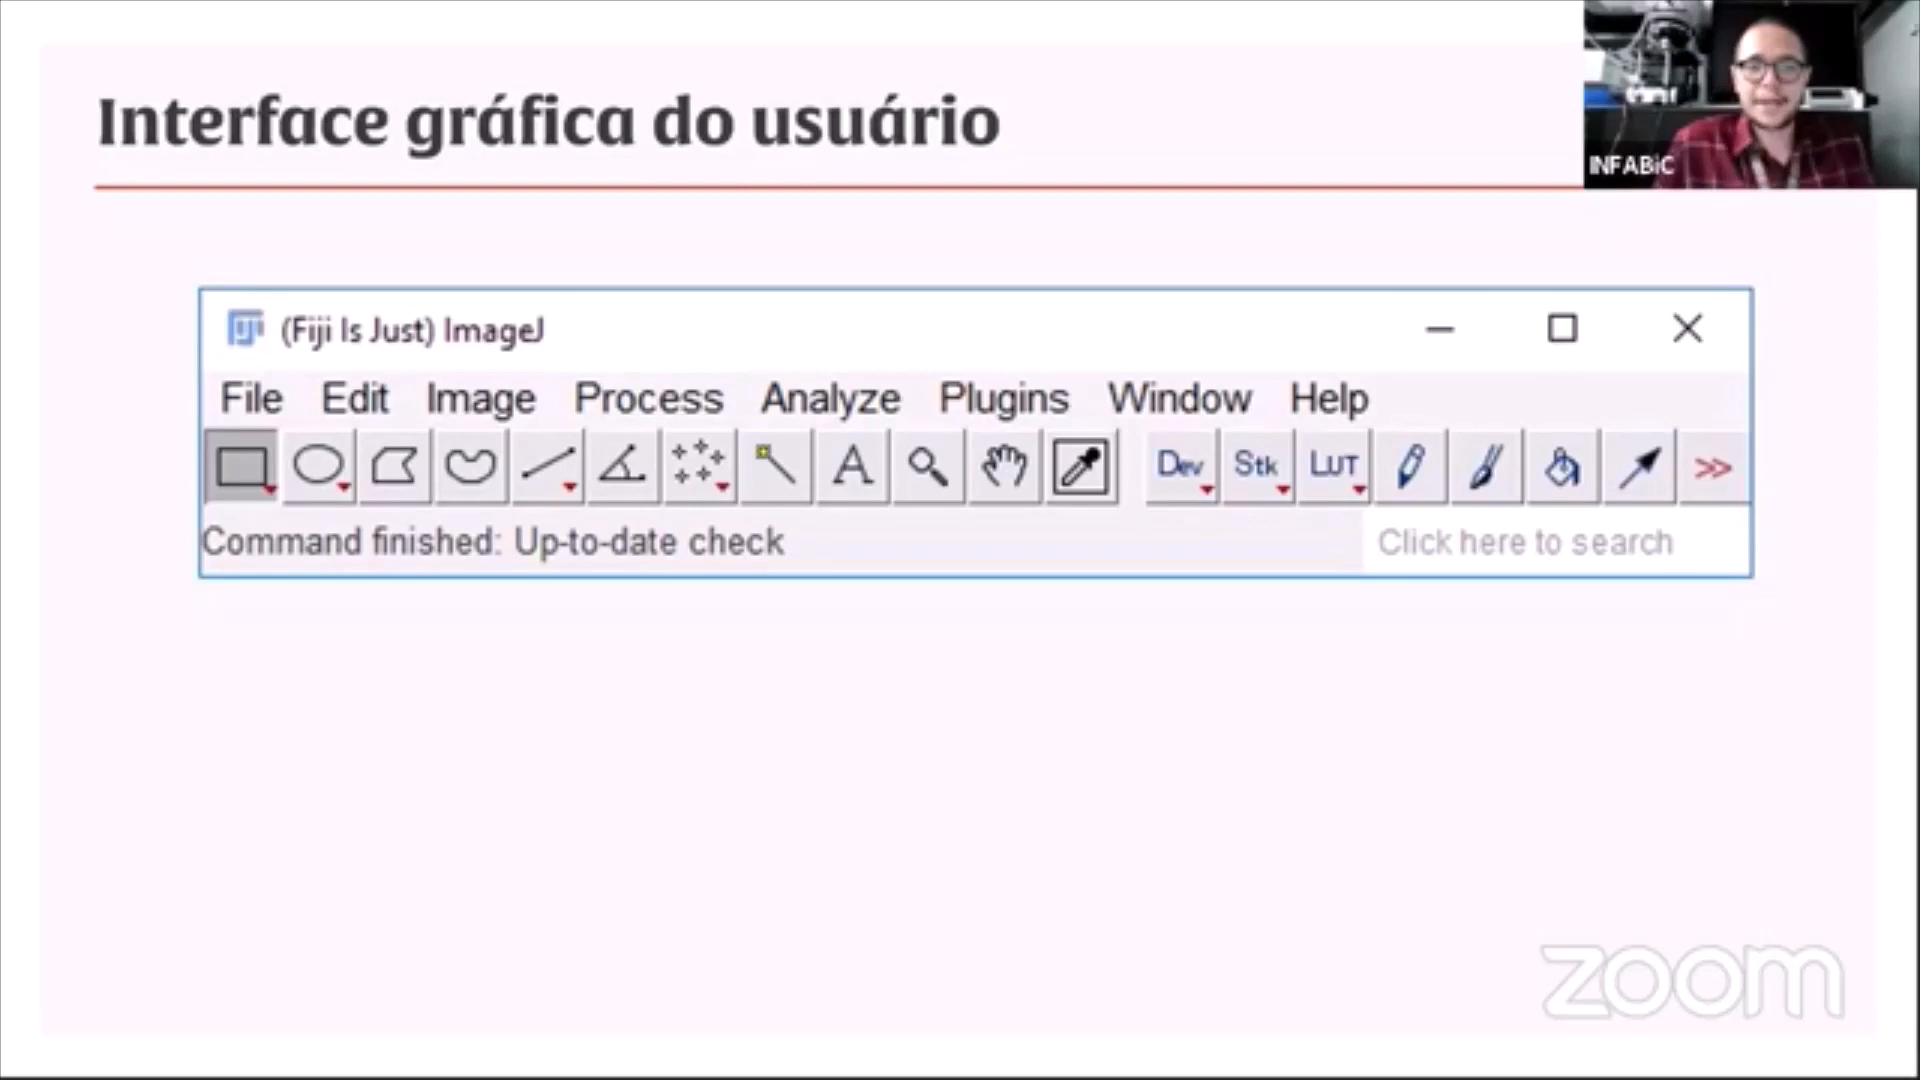 Interface gráfica do usuário
INFABiC
(Fiji Is Just) ImageJ
File Edit Image Process Analyze Plugins Window Help
A Dev Stk LUT >>
Command finished: Up-to-date check Click here to search
zoom